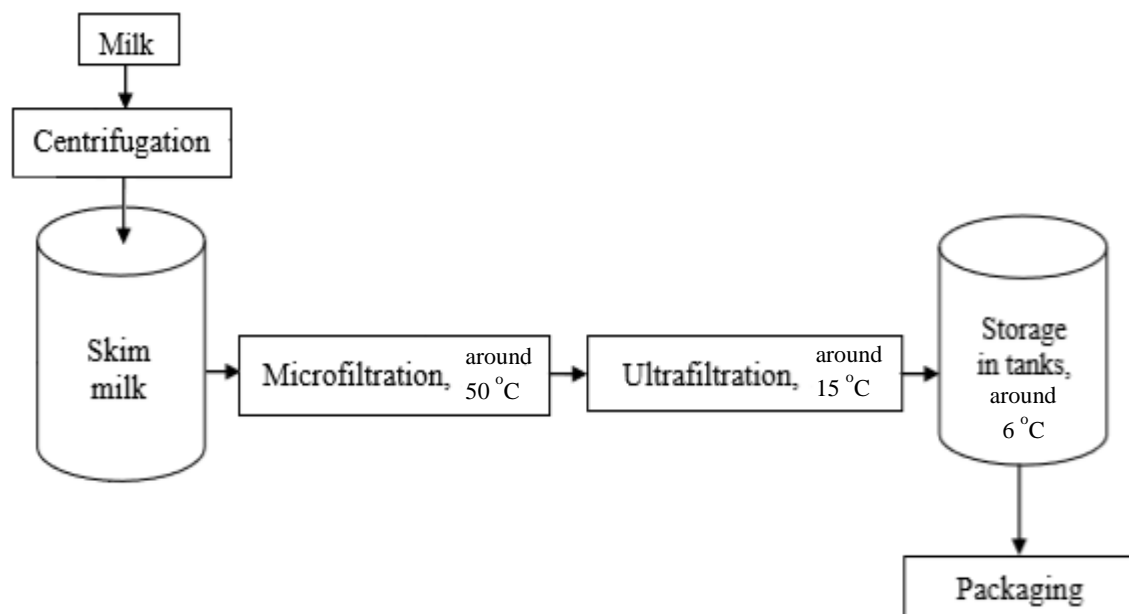 Milk
Centrifugation
Skim
milk
Microfiltration, around
50 °C
Ultrafiltration, around
15 °C
Storage
in tanks,
around
6 °C
Packaging